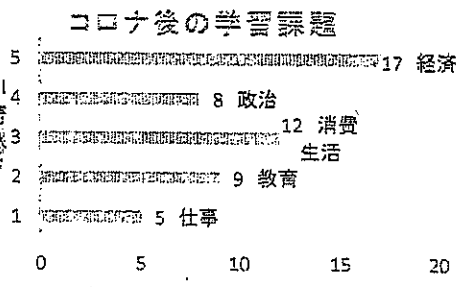 コロナ後の学習課題
5 17 経済
4 8 政治
3 12 消費
生活
2 9 教育
1 5 仕事
0 5 10 15 20